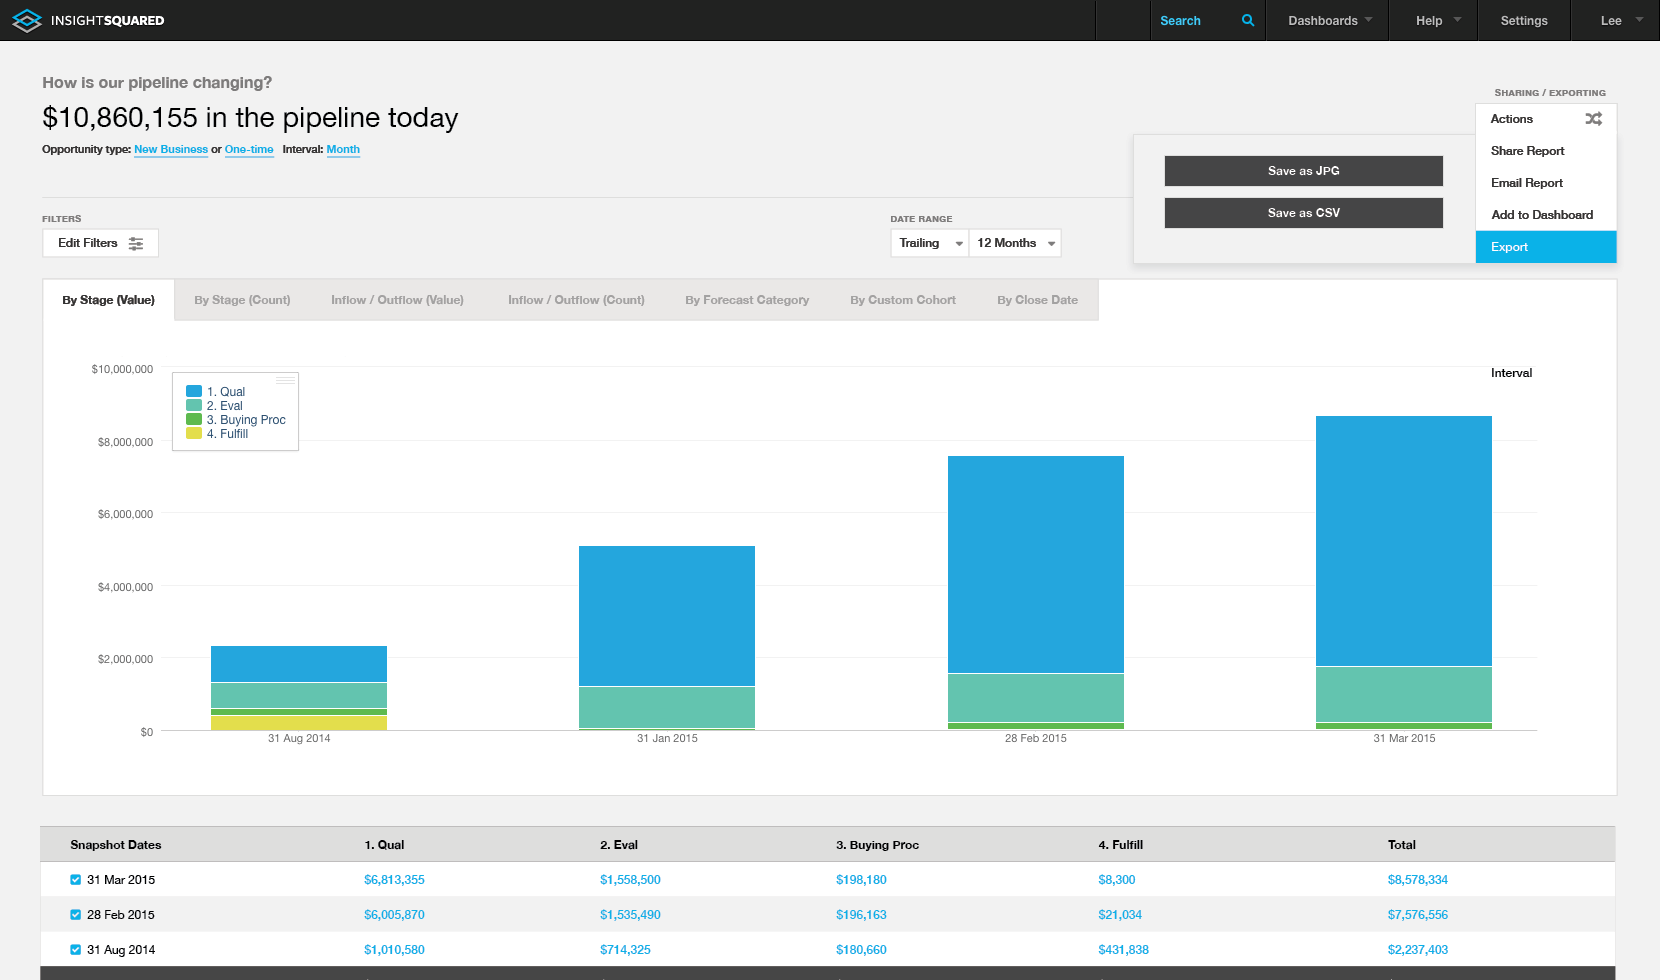 INSIGHTSQUARED
Search
Dashboards
Help
Settings
Lee
How is our pipeline changing?
$10,860,155 in the pipeline today
Opportunity type: New Business or One-time Interval: Month
SHARING / EXPORTING
Actions
Share Report
Email Report
Add to Dashboard
Export
Save as JPG
Save as CSV
FILTERS
Edit Filters
DATE RANGE
Trailing
12 Months
By Stage (Value)
By Stage (Count)
Inflow / Outflow (Value)
Inflow / Outflow (Count)
By Forecast Category
By Custom Cohort
By Close Date
Interval
$10,000,000
$8,000,000
$6,000,000
$4,000,000
$2,000,000
$0
1. Qual
2. Eval
3. Buying Proc
4. Fulfill
31 Aug 2014
31 Jan 2015
28 Feb 2015
31 Mar 2015
Snapshot Dates 1. Qual 2. Eval 3. Buying Proc 4. Fulfill Total
31 Mar 2015 $6,813,355 $1,558,500 $198,180 $8,300 $8,578,334
28 Feb 2015 $6,005,870 $1,535,490 $196,163 $21,034 $7,576,556
31 Aug 2014 $1,010,580 $714,325 $180,660 $431,838 $2,237,403